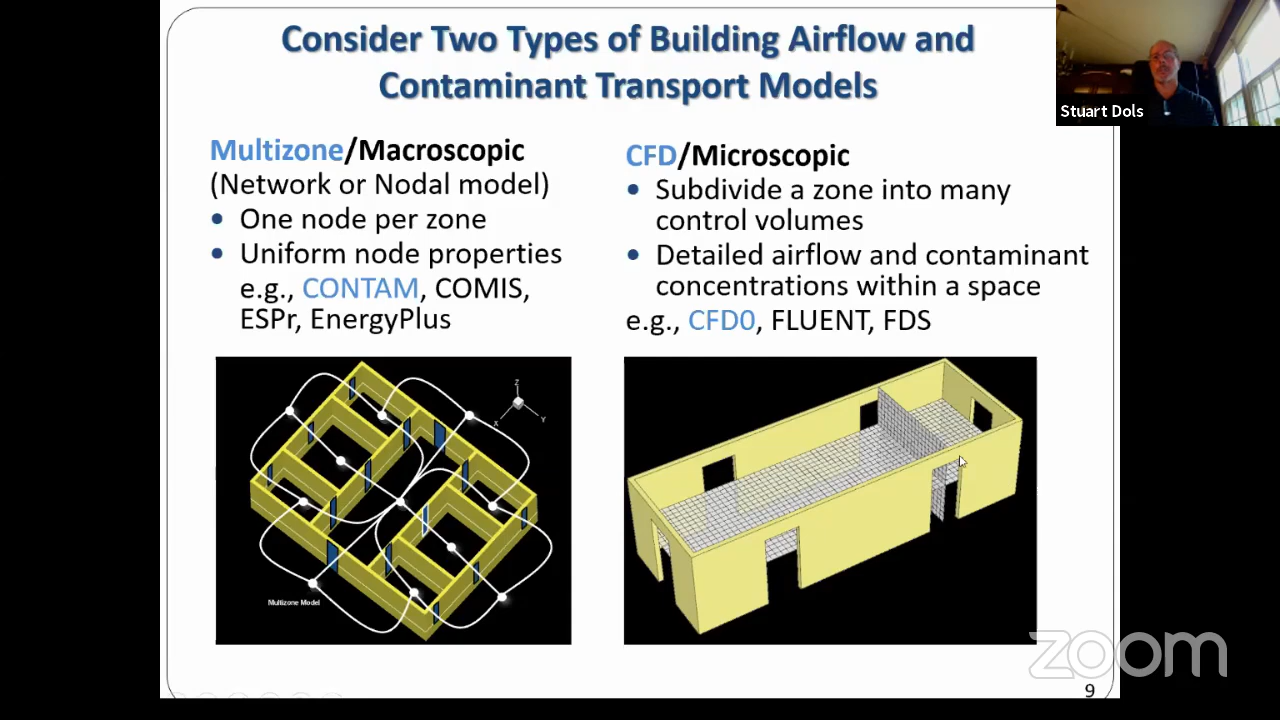 Consider Two Types of Building Airflow and
Contaminant Transport Models
Stuart Dols
Multizone/Macroscopic
(Network or Nodal model)
• One node per zone
• Uniform node properties
e.g., CONTAM, COMIS,
ESPr, EnergyPlus
CFD/Microscopic
• Subdivide a zone into many
control volumes
• Detailed airflow and contaminant
concentrations within a space
e.g., CFD0, FLUENT, FDS
Z
X
Y
Multizone Model
zoom
9